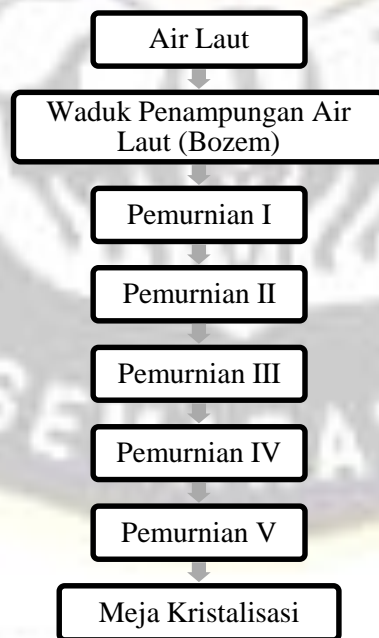 Air Laut
Waduk Penampungan Air
Laut (Bozem)
Pemurnian I
Pemurnian II
Pemurnian III
Pemurnian IV
Pemurnian V
Meja Kristalisasi